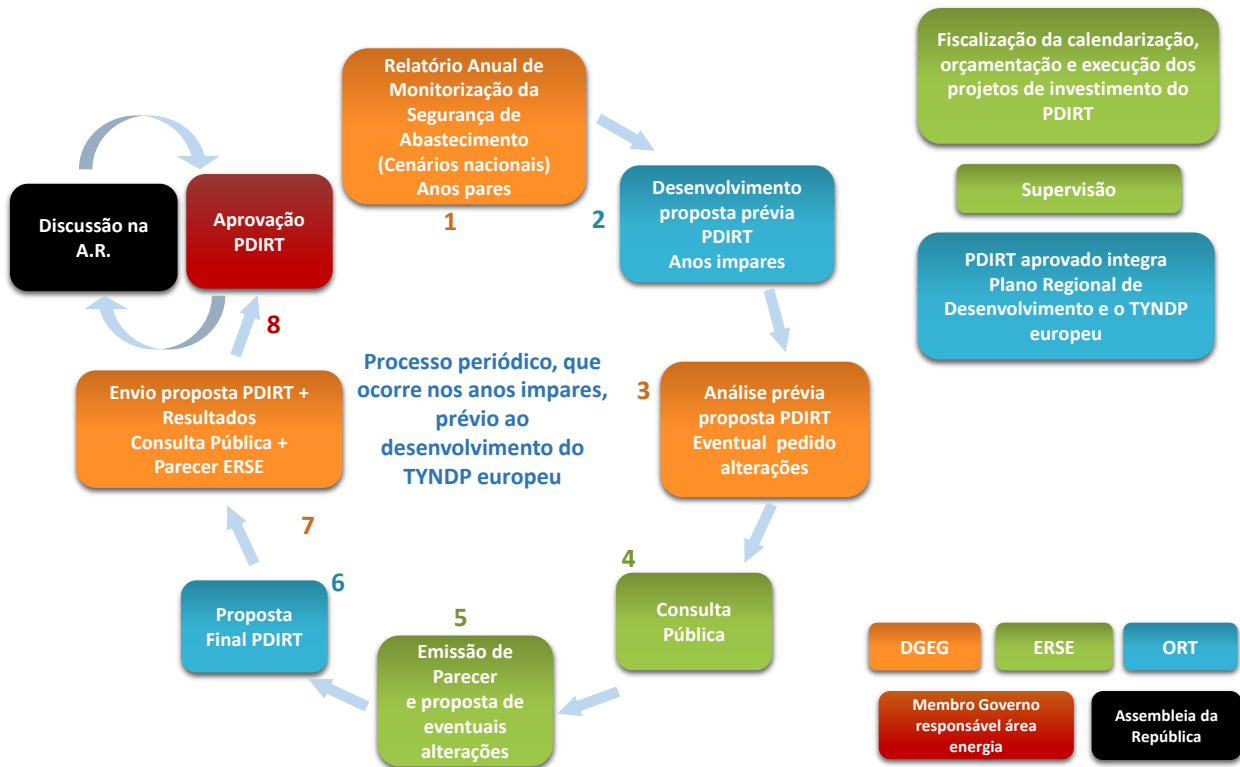 Relatório Anual de
Monitorização da
Segurança de
Abastecimento
(Cenários nacionais)
Anos pares
1
2
Desenvolvimento
proposta prévia
PDIRT
Anos impares
3
Análise prévia
proposta PDIRT
Eventual pedido
alterações
4
Consulta
Pública
5
Emissão de
Parecer
e proposta de
eventuais
alterações
6
Proposta
Final PDIRT
7
Envio proposta PDIRT +
Resultados
Consulta Pública +
Parecer ERSE
8
Aprovação
PDIRT
Discussão na
A.R.
Processo periódico, que
ocorre nos anos impares,
prévio ao
desenvolvimento do
TYNDP europeu
Fiscalização da calendarização,
orçamentação e execução dos
projetos de investimento do
PDIRT
Supervisão
PDIRT aprovado integra
Plano Regional de
Desenvolvimento e o TYNDP
europeu
DGEG
ERSE
ORT
Membro Governo
responsável área
energia
Assembleia da
República